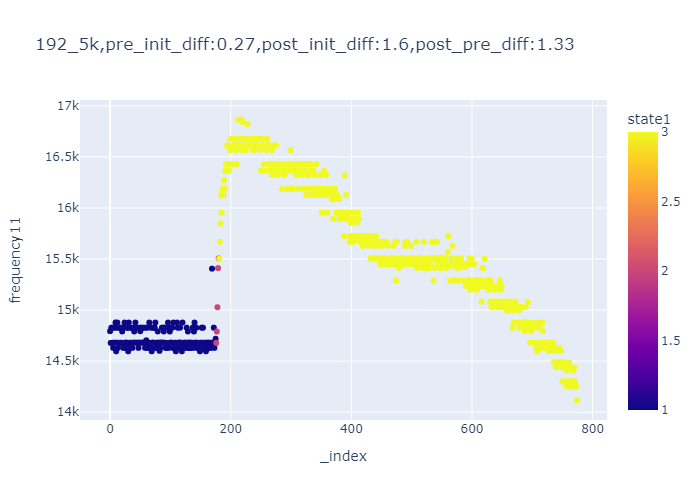 192_5k,pre_init_diff:0.27,post_init_diff:1.6,post_pre_diff:1.33
state1
17k
16.5k
16k
15.5k
15k
14.5k
14k
frequency11
0
200
400
600
800
_index
3
2.5
2
1.5
1